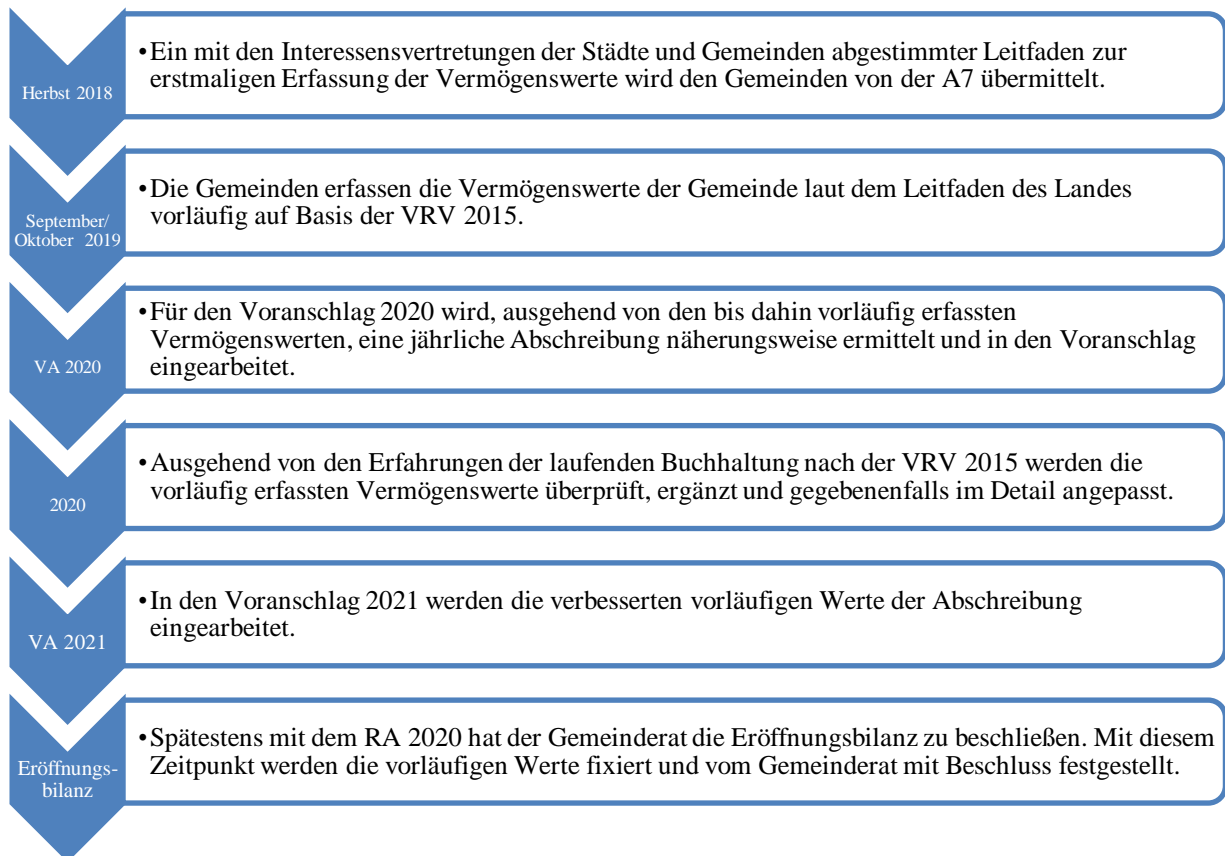 Herbst 2018
•Ein mit den Interessensvertretungen der Städte und Gemeinden abgestimmter Leitfaden zur
erstmaligen Erfassung der Vermögenswerte wird den Gemeinden von der A7 übermittelt.
September/
Oktober 2019
•Die Gemeinden erfassen die Vermögenswerte der Gemeinde laut dem Leitfaden des Landes
vorläufig auf Basis der VRV 2015.
VA 2020
•Für den Voranschlag 2020 wird, ausgehend von den bis dahin vorläufig erfassten
Vermögenswerten, eine jährliche Abschreibung näherungsweise ermittelt und in den Voranschlag
eingearbeitet.
2020
•Ausgehend von den Erfahrungen der laufenden Buchhaltung nach der VRV 2015 werden die
vorläufig erfassten Vermögenswerte überprüft, ergänzt und gegebenenfalls im Detail angepasst.
VA 2021
•In den Voranschlag 2021 werden die verbesserten vorläufigen Werte der Abschreibung
eingearbeitet.
Eröffnungs-
bilanz
•Spätestens mit dem RA 2020 hat der Gemeinderat die Eröffnungsbilanz zu beschließen. Mit diesem
Zeitpunkt werden die vorläufigen Werte fixiert und vom Gemeinderat mit Beschluss festgestellt.